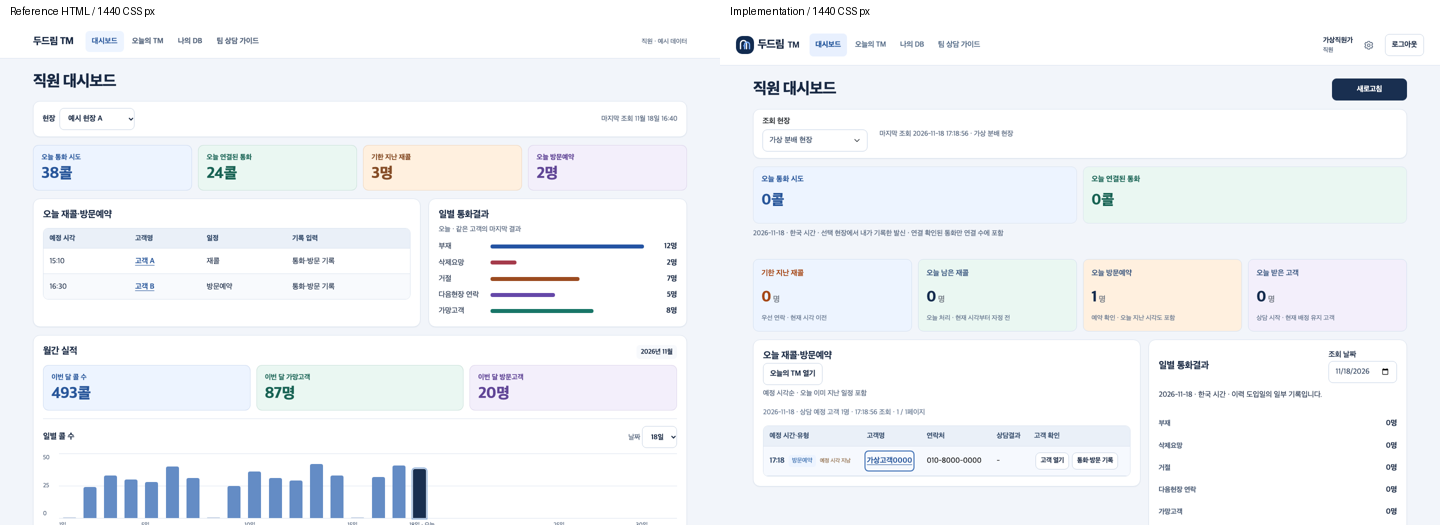 Reference HTML / 1440 CSS px
두드림 TM
대시보드
오늘의 TM
나의 DB
팀 상담 가이드
직원 · 예시 데이터
직원 대시보드
현장
예시 현장 A
마지막 조회 11월 18일 16:40
오늘 통화 시도
38콜
오늘 연결된 통화
24콜
기한 지난 재콜
3명
오늘 방문예약
2명
오늘 재콜·방문예약
예정 시각 고객명 일정 기록 입력
15:10 고객 A 재콜 통화·방문 기록
16:30 고객 B 방문예약 통화·방문 기록
일별 통화결과
오늘 · 같은 고객의 마지막 결과
부재 12명
삭제요망 2명
거절 7명
다음현장 연락 5명
가망고객 8명
월간 실적
2026년 11월
이번 달 콜 수
493콜
이번 달 가망고객
87명
이번 달 방문고객
20명
일별 콜 수
날짜 18일
50
25
0
Implementation / 1440 CSS px
두드림 TM
대시보드
오늘의 TM
나의 DB
팀 상담 가이드
가상직원가
직원
로그아웃
직원 대시보드
새로고침
조회 현장
가상 분배 현장
마지막 조회 2026-11-18 17:18:56 · 가상 분배 현장
오늘 통화 시도
0콜
오늘 연결된 통화
0콜
2026-11-18 · 한국 시간 · 선택 현장에서 내가 기록한 발신 · 연결 확인된 통화만 연결 수에 포함
기한 지난 재콜
0 명
우선 연락 · 현재 시각 이전
오늘 남은 재콜
0 명
오늘 처리 · 현재 시각부터 자정 전
오늘 방문예약
1 명
예약 확인 · 오늘 지난 시각도 포함
오늘 받은 고객
0 명
상담 시작 · 현재 배정 유지 고객
오늘 재콜·방문예약
오늘의 TM 열기
예정 시각순 · 오늘 이미 지난 일정 포함
2026-11-18 · 상담 예정 고객 1명 · 17:18:56 조회 · 1 / 1페이지
예정 시간·유형 고객명 연락처 상담결과 고객 확인
17:18 방문예약 예정 시각 지남 가상고객0000 010-8000-0000 - 고객 열기 통화·방문 기록
일별 통화결과
조회 날짜
11/18/2026
2026-11-18 · 한국 시간 · 이력 도입일의 일부 기록입니다.
부재 0명
삭제요망 0명
거절 0명
다음현장 연락 0명
가망고객 0명